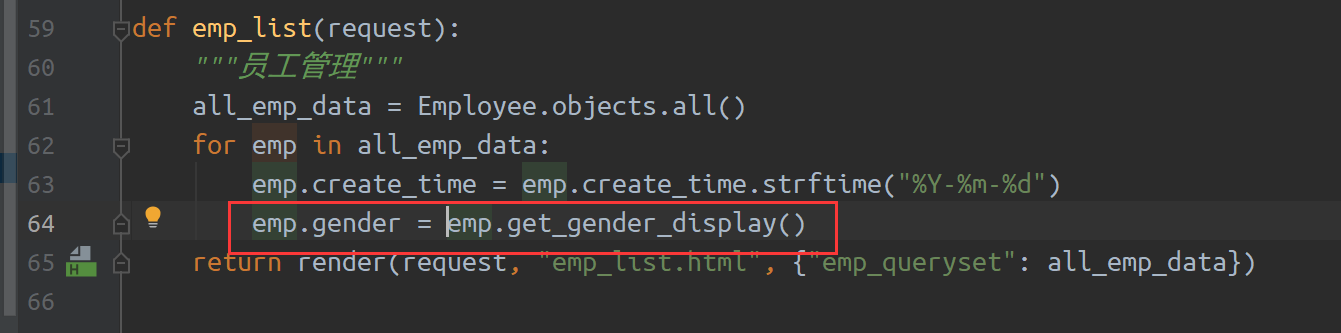 59 def emp_list(request):
60     """员工管理"""
61     all_emp_data = Employee.objects.all()
62     for emp in all_emp_data:
63         emp.create_time = emp.create_time.strftime("%Y-%m-%d")
64         emp.gender = emp.get_gender_display()
65     return render(request, "emp_list.html", {"emp_queryset": all_emp_data})
66